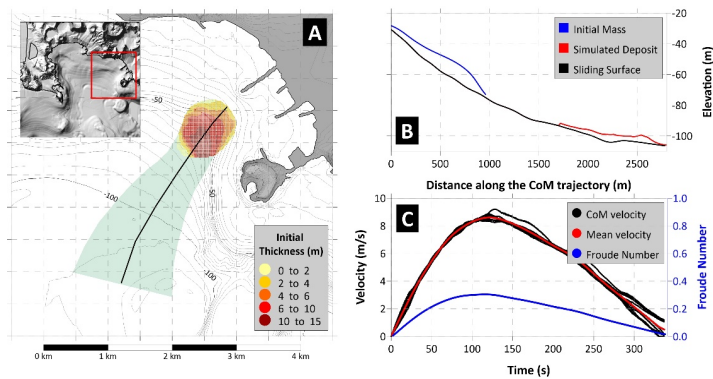 A
-50
-100
50
-100
Initial
Thickness (m)
0 to 2
2 to 4
4 to 6
6 to 10
10 to 15
0 km
1 km
2 km
3 km
4 km
B
Initial Mass
Simulated Deposit
Sliding Surface
-20
-40
-60
-80
-100
Elevation (m)
0
500
1000
1500
2000
2500
Distance along the CoM trajectory (m)
C
CoM velocity
Mean velocity
Froude Number
10
8
6
4
2
0
Velocity (m/s)
1.0
0.8
0.6
0.4
0.2
0.0
Froude Number
0
50
100
150
200
250
300
Time (s)